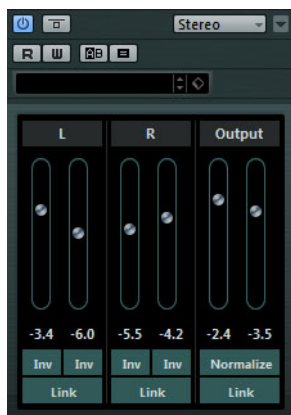 Stereo
R W AB
L R Output
-3.4 -6.0 -5.5 -4.2 -2.4 -3.5
Inv Inv Inv Inv Normalize
Link Link Link